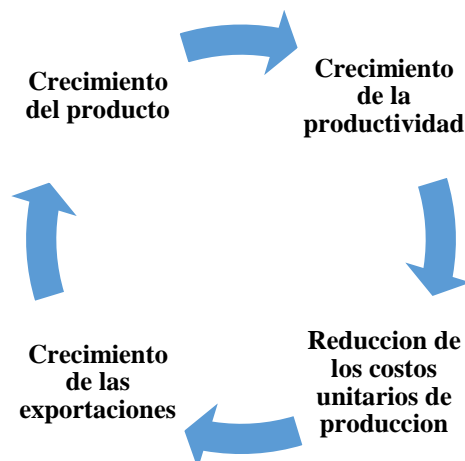 Crecimiento
del producto
Crecimiento
de la
productividad
Reduccion de
los costos
unitarios de
produccion
Crecimiento
de las
exportaciones